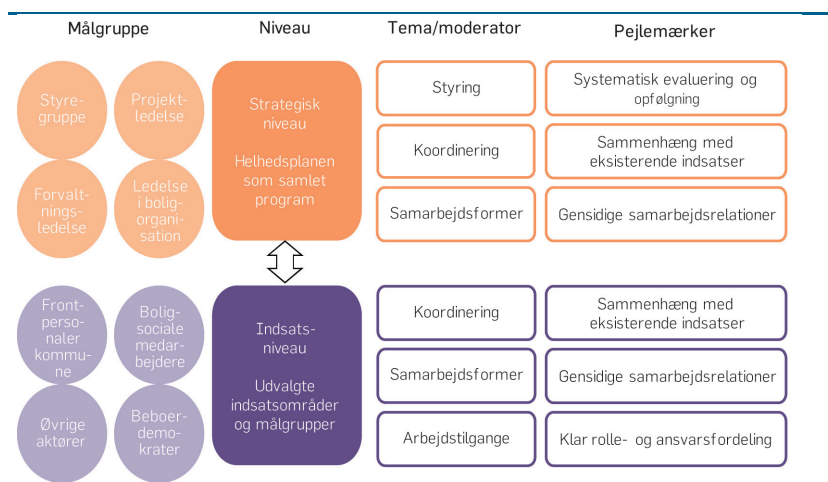 Målgruppe
Niveau
Tema/moderator
Pejlemærker
Styre-
gruppe
Projekt-
ledelse
Forvalt-
nings-
ledelse
Ledelse
i bolig-
organi-
sation
Strategisk
niveau
Helhedsplanen
som samlet
program
Styring
Systematisk evaluering og
opfølgning
Koordinering
Sammenhæng med
eksisterende indsatser
Samarbejdsformer
Gensidige samarbejdsrelationer
Front-
perso-
naler
kommu-
ne
Bolig-
sociale
medar-
bejdere
Øvrige
aktører
Beboer-
demo-
krater
Indsats-
niveau
Udvalgte
indsatsområder
og målgrupper
Koordinering
Sammenhæng med
eksisterende indsatser
Samarbejdsformer
Gensidige samarbejdsrelationer
Arbejdstilgange
Klar rolle- og ansvarsfordeling